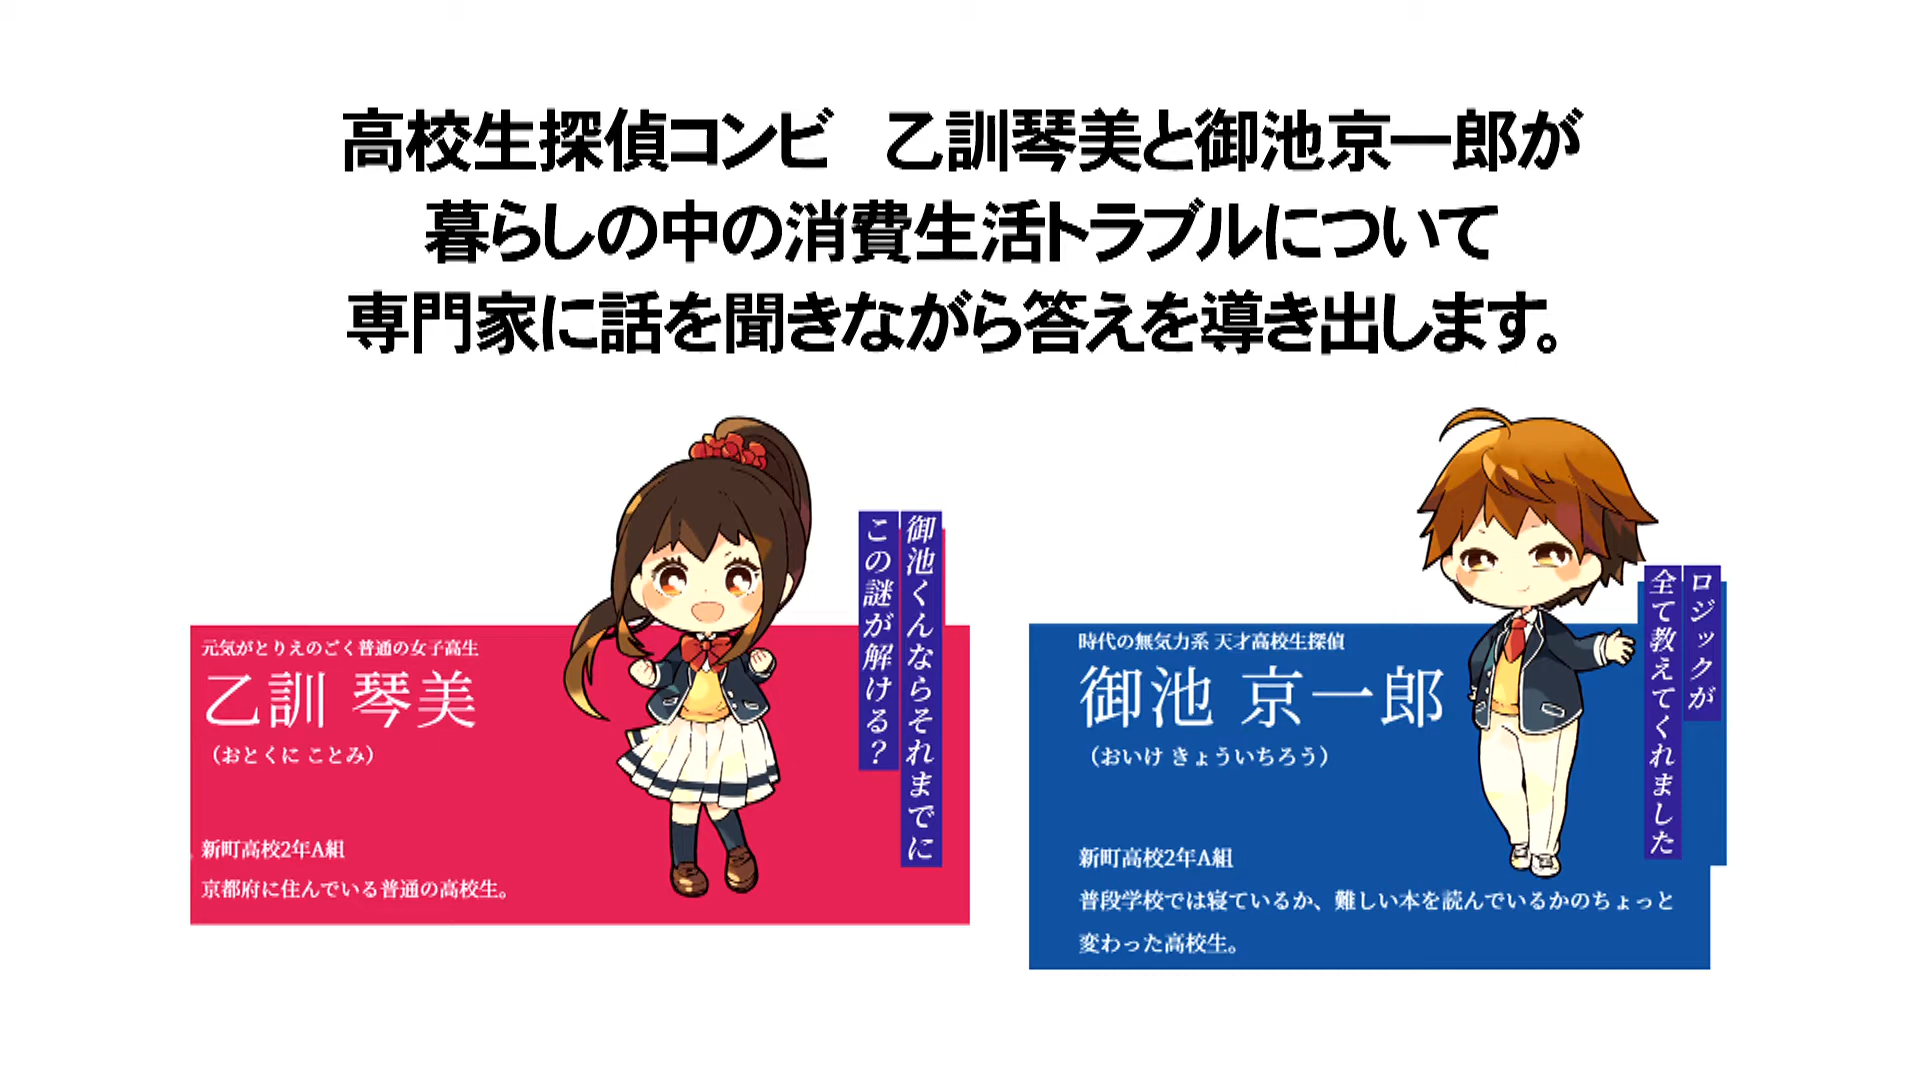 高校生探偵コンビ　乙訓琴美と御池京一郎が
暮らしの中の消費生活トラブルについて
専門家に話を聞きながら答えを導き出します。
元気がとりえのごく普通の女子高生
乙訓 琴美
（おとくに ことみ）
新町高校2年A組
京都府に住んでいる普通の高校生。
御池くんならそれまでに
この謎が解ける？
時代の無気力系 天才高校生探偵
御池 京一郎
（おいけ きょういちろう）
新町高校2年A組
普段学校では寝ているか、難しい本を読んでいるかのちょっと
変わった高校生。
ロジックが
全て教えてくれました